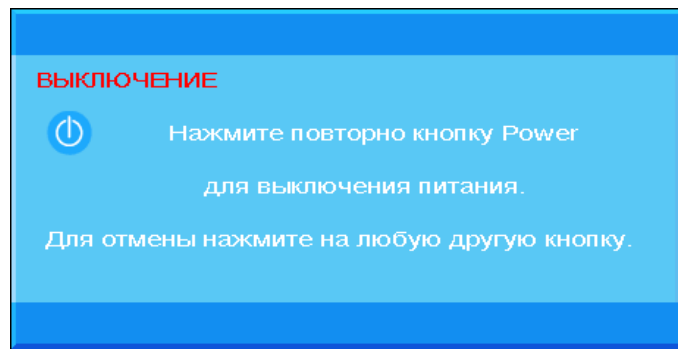 ВЫКЛЮЧЕНИЕ
Нажмите повторно кнопку Power
для выключения питания.
Для отмены нажмите на любую другую кнопку.